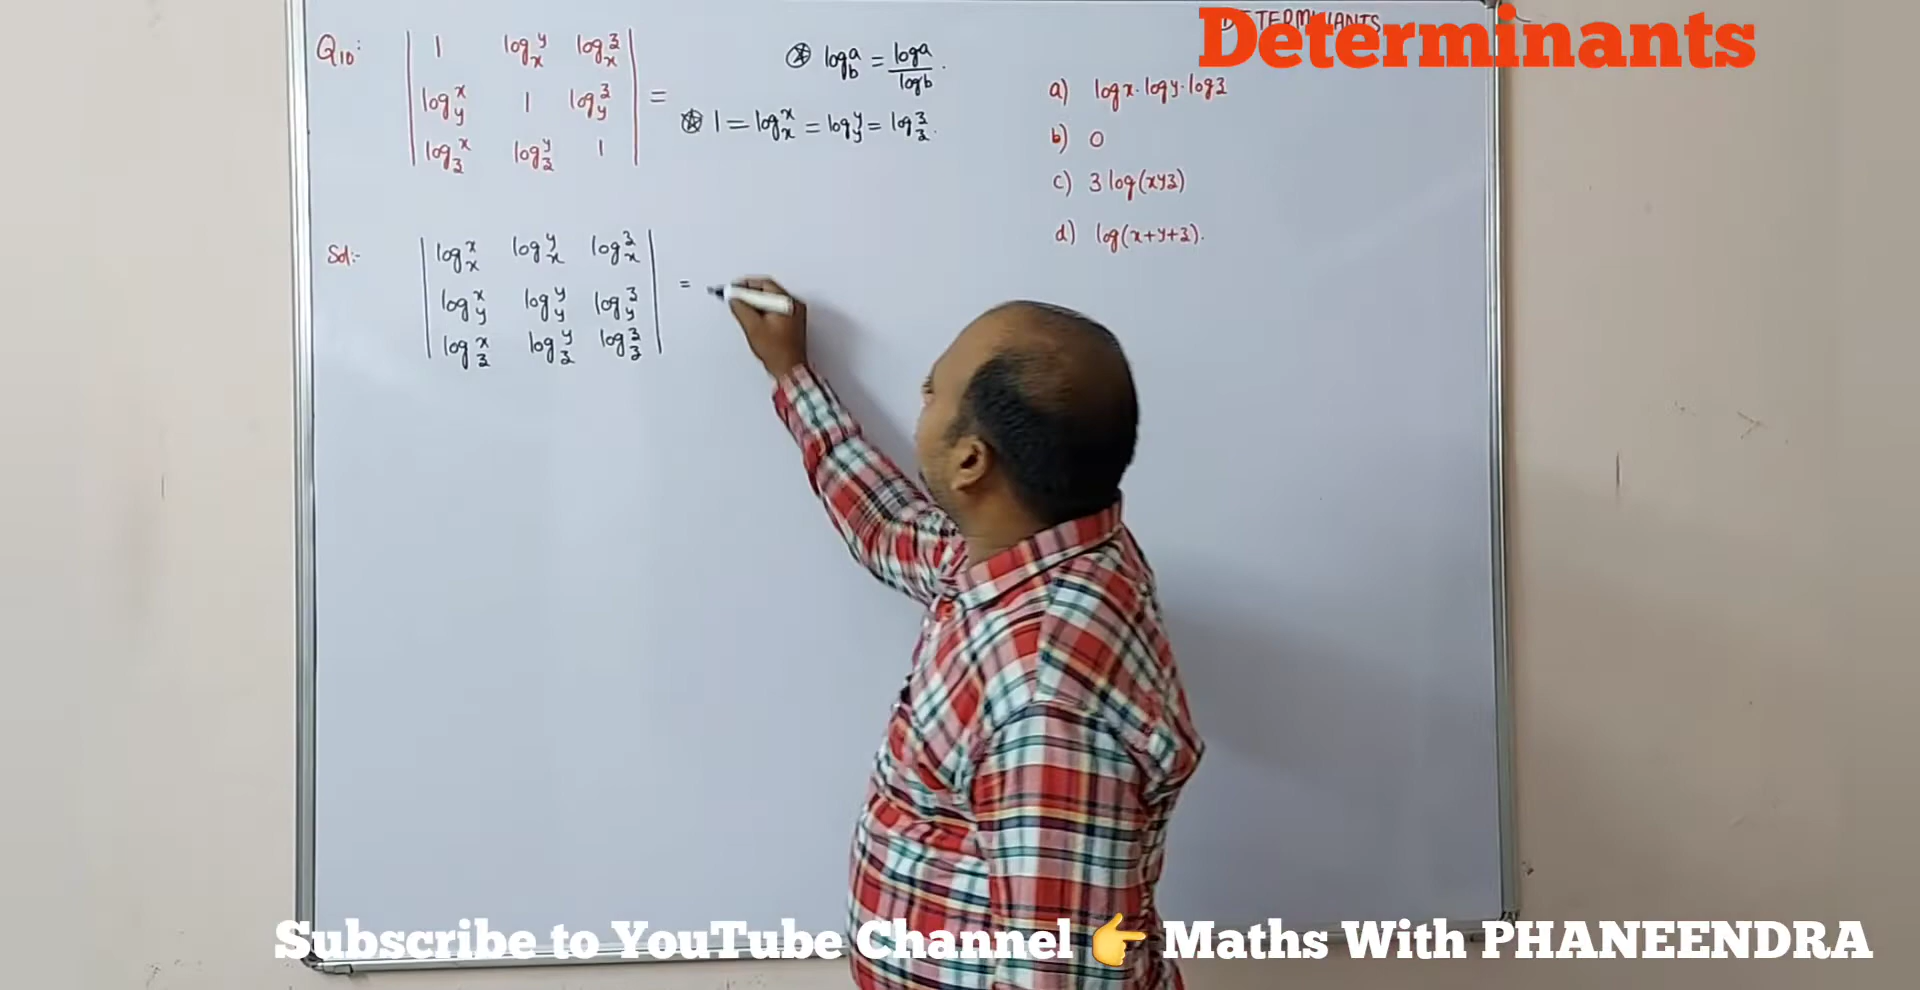 DETERMINANTS
Determinants
Q10:
| 1 log_x^y log_x^z |
| log_y^x 1 log_y^z | =
| log_z^x log_z^y 1 |
⊛ log_b^a = log a / log b .
⊛ 1 = log_x^x = log_y^y = log_z^z .
a) log x · log y · log z
b) 0
c) 3 log(xyz)
d) log(x+y+z).
Sol:-
| log_x^x log_x^y log_x^z |
| log_y^x log_y^y log_y^z | =
| log_z^x log_z^y log_z^z |
Subscribe to YouTube Channel 👉 Maths With PHANEENDRA